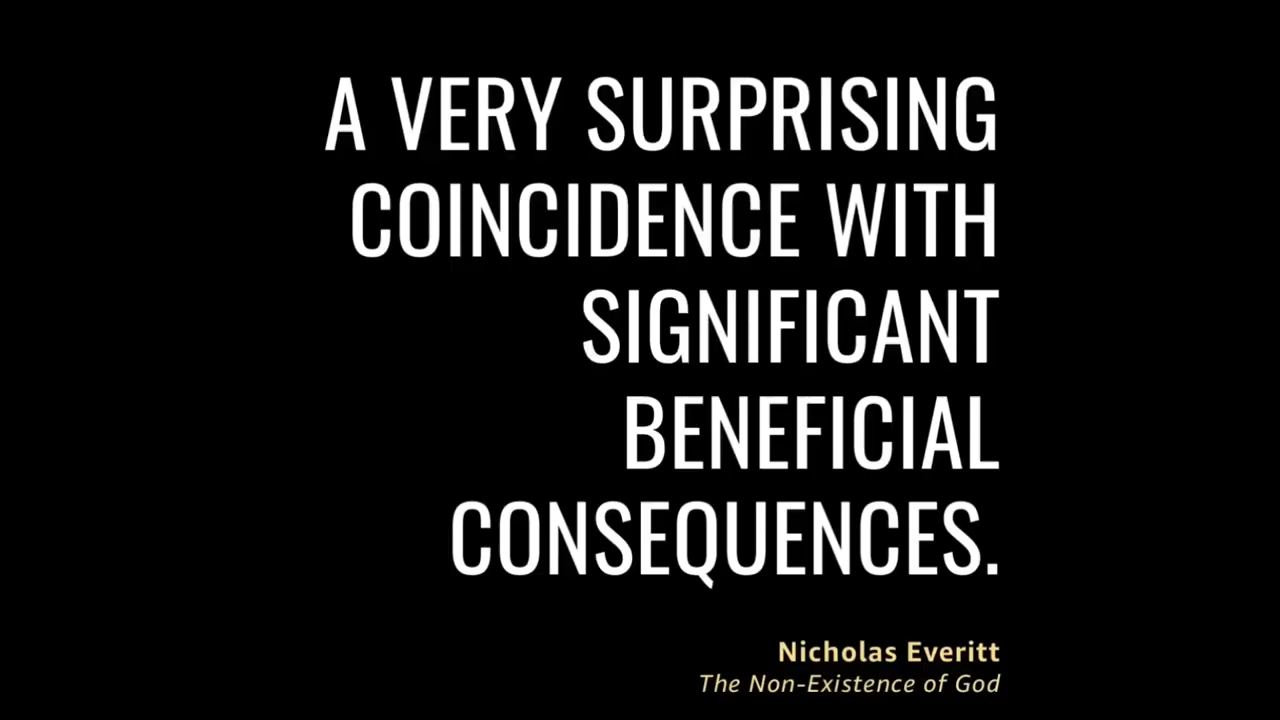 A VERY SURPRISING
COINCIDENCE WITH
SIGNIFICANT
BENEFICIAL
CONSEQUENCES.
Nicholas Everitt
The Non-Existence of God